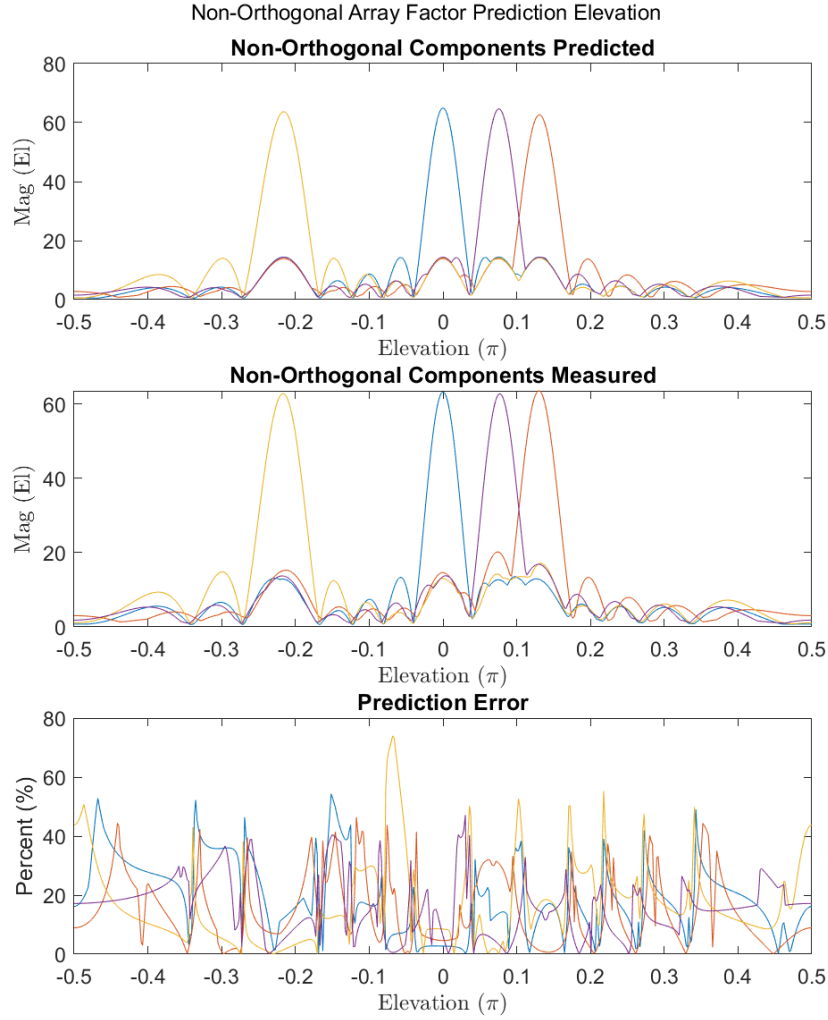 Non-Orthogonal Array Factor Prediction Elevation
Non-Orthogonal Components Predicted
80
60
40
20
0
Mag (El)
-0.5 -0.4 -0.3 -0.2 -0.1 0 0.1 0.2 0.3 0.4 0.5
Elevation (π)
Non-Orthogonal Components Measured
60
40
20
0
Mag (El)
-0.5 -0.4 -0.3 -0.2 -0.1 0 0.1 0.2 0.3 0.4 0.5
Elevation (π)
Prediction Error
80
60
40
20
0
Percent (%)
-0.5 -0.4 -0.3 -0.2 -0.1 0 0.1 0.2 0.3 0.4 0.5
Elevation (π)